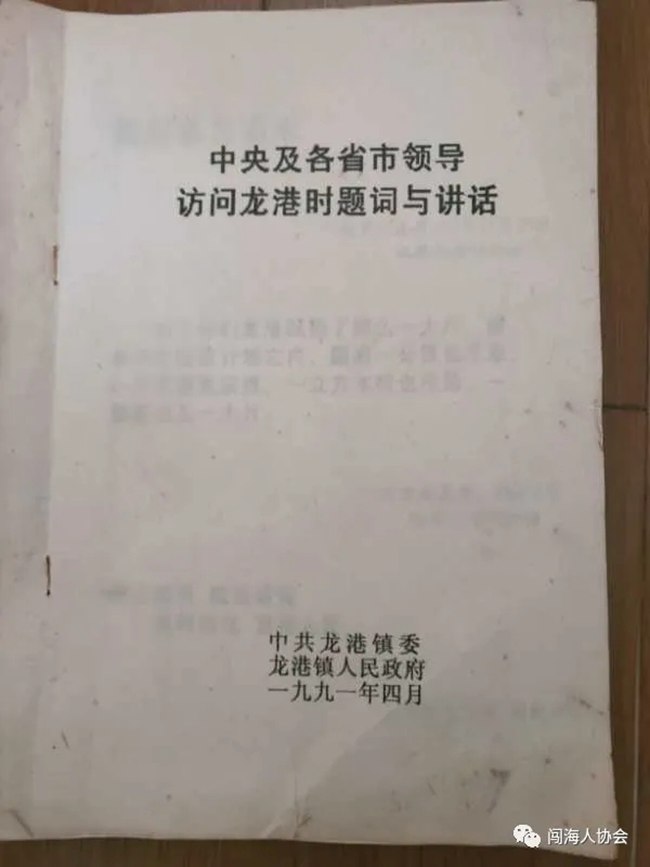 中央及各省市领导
访问龙港时题词与讲话
中共龙港镇委
龙港镇人民政府
一九九一年四月
闯海人协会